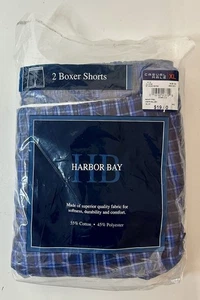 2 Boxer Shorts
XL
HB
HARBOR BAY
Made of superior quality fabric for
softness, durability and comfort.
55% Cotton • 45% Polyester